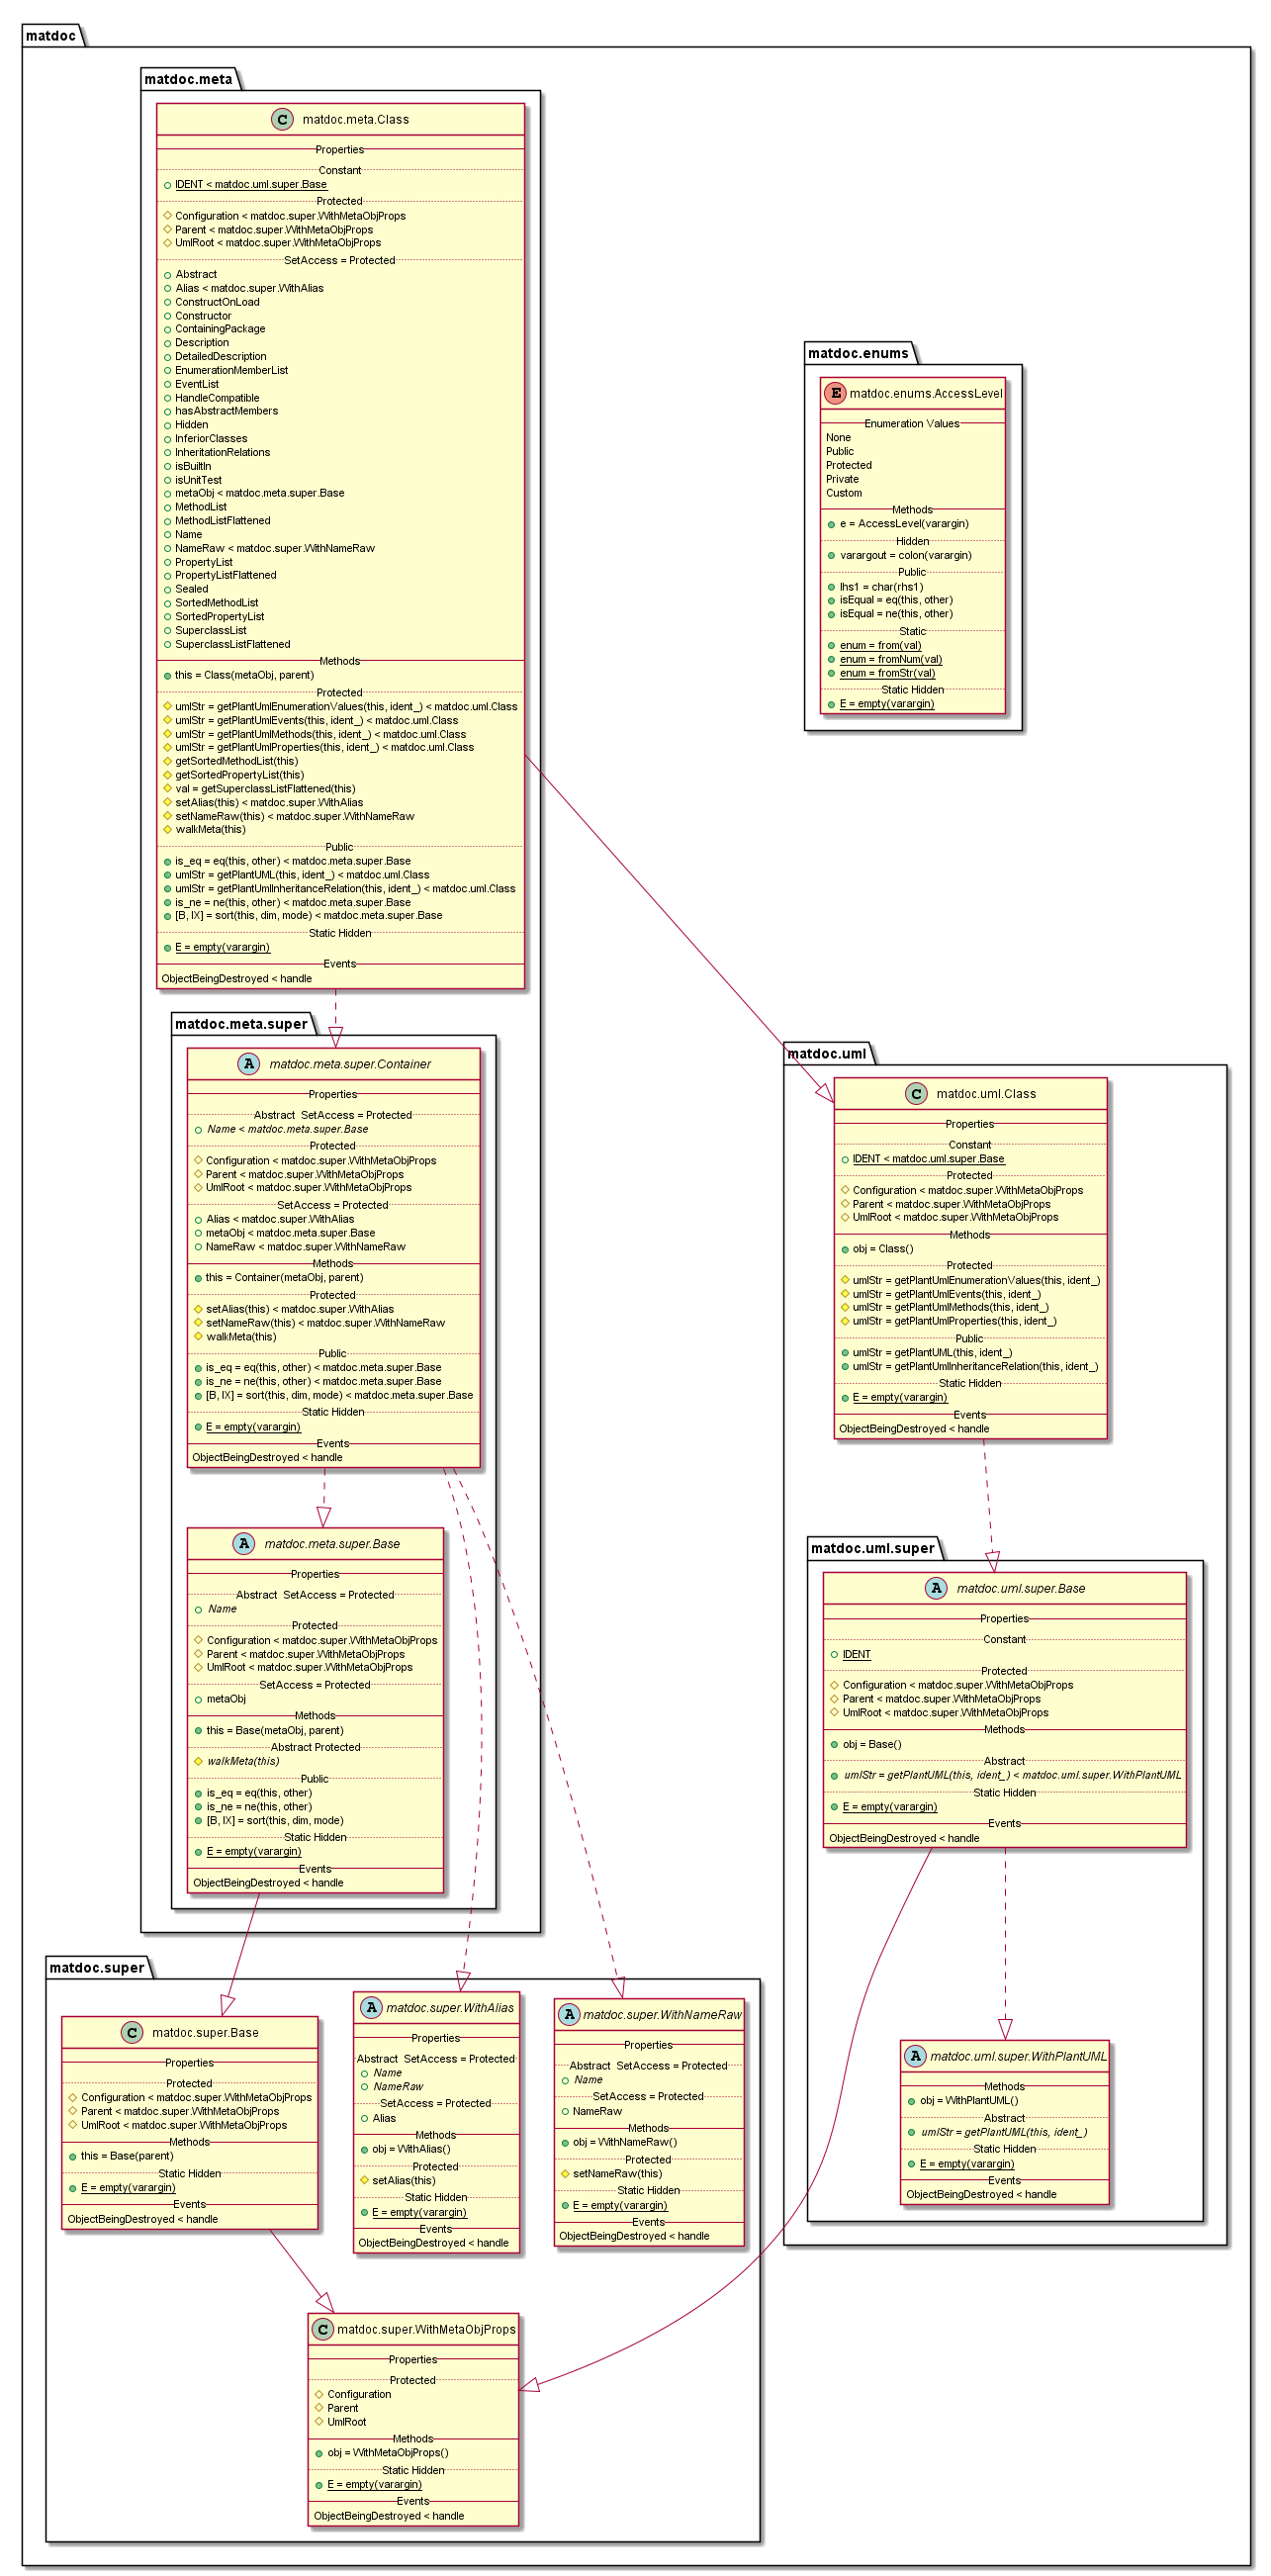 matdoc
matdoc.meta
C matdoc.meta.Class
Properties
Constant
IDENT < matdoc.uml.super.Base
Protected
Configuration < matdoc.super.WithMetaObjProps
Parent < matdoc.super.WithMetaObjProps
UmlRoot < matdoc.super.WithMetaObjProps
SetAccess = Protected
Abstract
Alias < matdoc.super.WithAlias
ConstructOnLoad
Constructor
ContainingPackage
Description
DetailedDescription
EnumerationMemberList
EventList
HandleCompatible
hasAbstractMembers
Hidden
InferiorClasses
InheritationRelations
isBuiltIn
isUnitTest
metaObj < matdoc.meta.super.Base
MethodList
MethodListFlattened
Name
NameRaw < matdoc.super.WithNameRaw
PropertyList
PropertyListFlattened
Sealed
SortedMethodList
SortedPropertyList
SuperclassList
SuperclassListFlattened
Methods
this = Class(metaObj, parent)
Protected
umlStr = getPlantUmlEnumerationValues(this, ident_) < matdoc.uml.Class
umlStr = getPlantUmlEvents(this, ident_) < matdoc.uml.Class
umlStr = getPlantUmlMethods(this, ident_) < matdoc.uml.Class
umlStr = getPlantUmlProperties(this, ident_) < matdoc.uml.Class
getSortedMethodList(this)
getSortedPropertyList(this)
val = getSuperclassListFlattened(this)
setAlias(this) < matdoc.super.WithAlias
setNameRaw(this) < matdoc.super.WithNameRaw
walkMeta(this)
Public
is_eq = eq(this, other) < matdoc.meta.super.Base
umlStr = getPlantUML(this, ident_) < matdoc.uml.Class
umlStr = getPlantUmlInheritanceRelation(this, ident_) < matdoc.uml.Class
is_ne = ne(this, other) < matdoc.meta.super.Base
[B, IX] = sort(this, dim, mode) < matdoc.meta.super.Base
Static Hidden
E = empty(varargin)
Events
ObjectBeingDestroyed < handle
matdoc.enums
E matdoc.enums.AccessLevel
Enumeration Values
None
Public
Protected
Private
Custom
Methods
e = AccessLevel(varargin)
Hidden
varargout = colon(varargin)
Public
lhs1 = char(rhs1)
isEqual = eq(this, other)
isEqual = ne(this, other)
Static
enum = from(val)
enum = fromNum(val)
enum = fromStr(val)
Static Hidden
E = empty(varargin)
matdoc.meta.super
A matdoc.meta.super.Container
Properties
Abstract SetAccess = Protected
Name < matdoc.meta.super.Base
Protected
Configuration < matdoc.super.WithMetaObjProps
Parent < matdoc.super.WithMetaObjProps
UmlRoot < matdoc.super.WithMetaObjProps
SetAccess = Protected
Alias < matdoc.super.WithAlias
metaObj < matdoc.meta.super.Base
NameRaw < matdoc.super.WithNameRaw
Methods
this = Container(metaObj, parent)
Protected
setAlias(this) < matdoc.super.WithAlias
setNameRaw(this) < matdoc.super.WithNameRaw
walkMeta(this)
Public
is_eq = eq(this, other) < matdoc.meta.super.Base
is_ne = ne(this, other) < matdoc.meta.super.Base
[B, IX] = sort(this, dim, mode) < matdoc.meta.super.Base
Static Hidden
E = empty(varargin)
Events
ObjectBeingDestroyed < handle
matdoc.uml
C matdoc.uml.Class
Properties
Constant
IDENT < matdoc.uml.super.Base
Protected
Configuration < matdoc.super.WithMetaObjProps
Parent < matdoc.super.WithMetaObjProps
UmlRoot < matdoc.super.WithMetaObjProps
Methods
obj = Class()
Protected
umlStr = getPlantUmlEnumerationValues(this, ident_)
umlStr = getPlantUmlEvents(this, ident_)
umlStr = getPlantUmlMethods(this, ident_)
umlStr = getPlantUmlProperties(this, ident_)
Public
umlStr = getPlantUML(this, ident_)
umlStr = getPlantUmlInheritanceRelation(this, ident_)
Static Hidden
E = empty(varargin)
Events
ObjectBeingDestroyed < handle
A matdoc.meta.super.Base
Properties
Abstract SetAccess = Protected
Name
Protected
Configuration < matdoc.super.WithMetaObjProps
Parent < matdoc.super.WithMetaObjProps
UmlRoot < matdoc.super.WithMetaObjProps
SetAccess = Protected
metaObj
Methods
this = Base(metaObj, parent)
Abstract Protected
walkMeta(this)
Public
is_eq = eq(this, other)
is_ne = ne(this, other)
[B, IX] = sort(this, dim, mode)
Static Hidden
E = empty(varargin)
Events
ObjectBeingDestroyed < handle
matdoc.uml.super
A matdoc.uml.super.Base
Properties
Constant
IDENT
Protected
Configuration < matdoc.super.WithMetaObjProps
Parent < matdoc.super.WithMetaObjProps
UmlRoot < matdoc.super.WithMetaObjProps
Methods
obj = Base()
Abstract
umlStr = getPlantUML(this, ident_) < matdoc.uml.super.WithPlantUML
Static Hidden
E = empty(varargin)
Events
ObjectBeingDestroyed < handle
matdoc.super
C matdoc.super.Base
Properties
Protected
Configuration < matdoc.super.WithMetaObjProps
Parent < matdoc.super.WithMetaObjProps
UmlRoot < matdoc.super.WithMetaObjProps
Methods
this = Base(parent)
Static Hidden
E = empty(varargin)
Events
ObjectBeingDestroyed < handle
A matdoc.super.WithAlias
Properties
Abstract SetAccess = Protected
Name
NameRaw
SetAccess = Protected
Alias
Methods
obj = WithAlias()
Protected
setAlias(this)
Static Hidden
E = empty(varargin)
Events
ObjectBeingDestroyed < handle
A matdoc.super.WithNameRaw
Properties
Abstract SetAccess = Protected
Name
SetAccess = Protected
NameRaw
Methods
obj = WithNameRaw()
Protected
setNameRaw(this)
Static Hidden
E = empty(varargin)
Events
ObjectBeingDestroyed < handle
A matdoc.uml.super.WithPlantUML
Methods
obj = WithPlantUML()
Abstract
umlStr = getPlantUML(this, ident_)
Static Hidden
E = empty(varargin)
Events
ObjectBeingDestroyed < handle
C matdoc.super.WithMetaObjProps
Properties
Protected
Configuration
Parent
UmlRoot
Methods
obj = WithMetaObjProps()
Static Hidden
E = empty(varargin)
Events
ObjectBeingDestroyed < handle